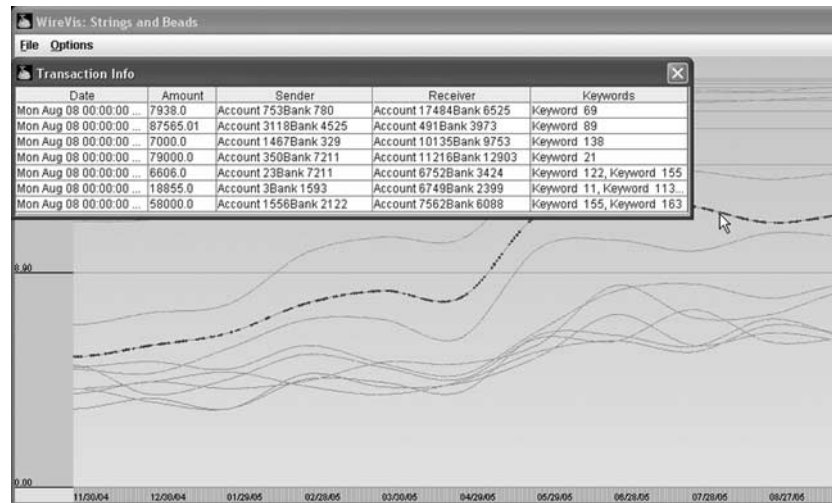 WireVis: Strings and Beads
File Options
Transaction Info
Date Amount Sender Receiver Keywords
Mon Aug 08 00:00:00 ... 7938.0 Account 753Bank 780 Account 17484Bank 6525 Keyword 69
Mon Aug 08 00:00:00 ... 87565.01 Account 3118Bank 4525 Account 491Bank 3973 Keyword 89
Mon Aug 08 00:00:00 ... 7000.0 Account 1467Bank 329 Account 10135Bank 9753 Keyword 138
Mon Aug 08 00:00:00 ... 79000.0 Account 350Bank 7211 Account 11216Bank 12903 Keyword 21
Mon Aug 08 00:00:00 ... 6606.0 Account 23Bank 7211 Account 6752Bank 3424 Keyword 122, Keyword 155
Mon Aug 08 00:00:00 ... 18855.0 Account 3Bank 1593 Account 6749Bank 2399 Keyword 11, Keyword 113...
Mon Aug 08 00:00:00 ... 58000.0 Account 1556Bank 2122 Account 7562Bank 6088 Keyword 155, Keyword 163
8.90
0.00
11/30/04 12/30/04 01/29/05 02/28/05 03/30/05 04/29/05 05/29/05 06/28/05 07/28/05 08/27/05